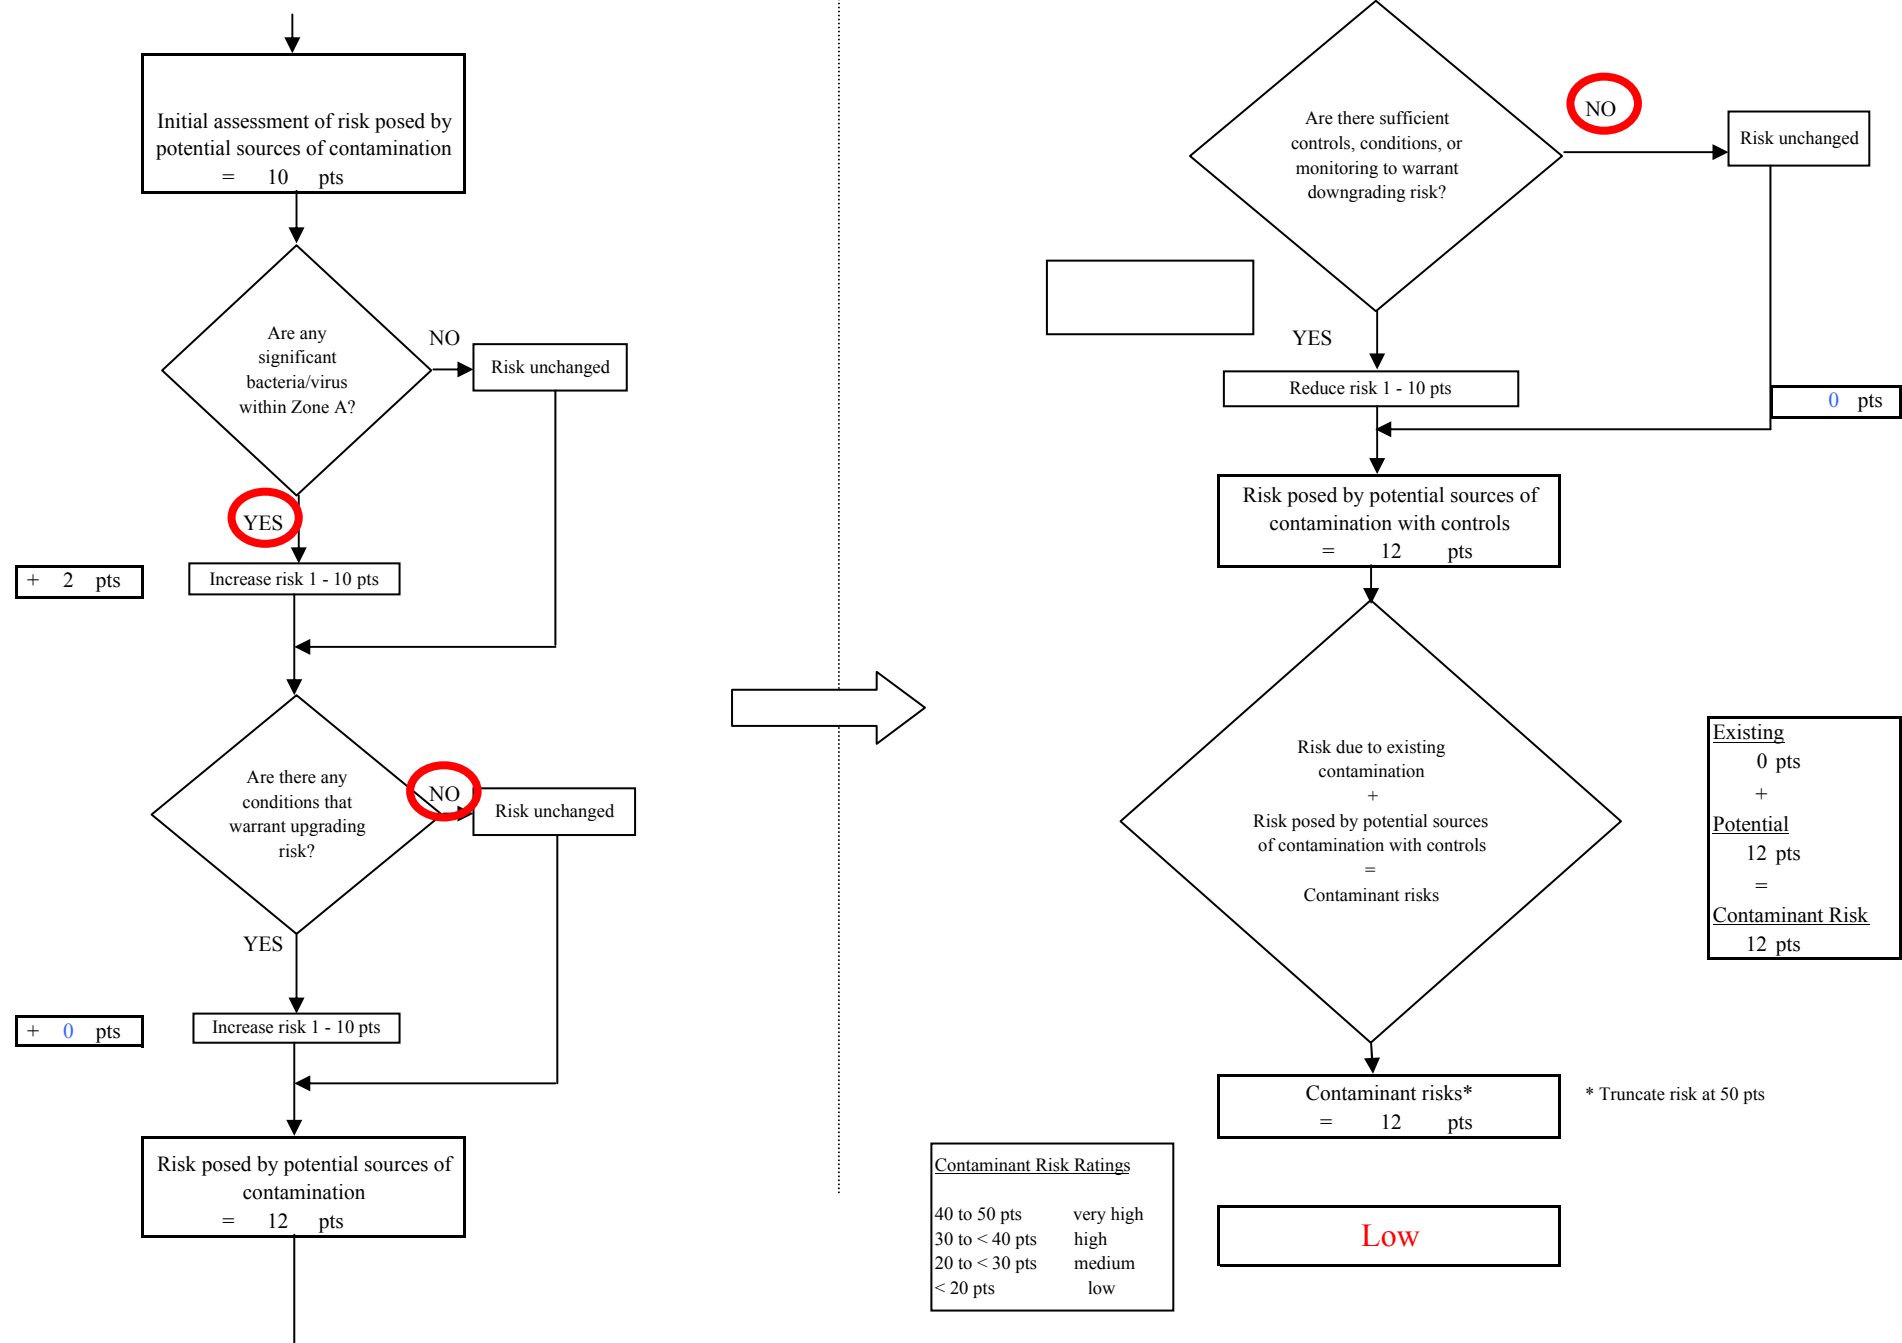 Initial assessment of risk posed by
potential sources of contamination
= 10 pts
Are any
significant
bacteria/virus
within Zone A?
NO
Risk unchanged
YES
+ 2 pts
Increase risk 1 - 10 pts
Are there any
conditions that
warrant upgrading
risk?
NO
Risk unchanged
YES
+ 0 pts
Increase risk 1 - 10 pts
Risk posed by potential sources of
contamination
= 12 pts
Are there sufficient
controls, conditions, or
monitoring to warrant
downgrading risk?
NO
Risk unchanged
YES
Reduce risk 1 - 10 pts
0 pts
Risk posed by potential sources of
contamination with controls
= 12 pts
Risk due to existing
contamination
+
Risk posed by potential sources
of contamination with controls
=
Contaminant risks
Existing
0 pts
+
Potential
12 pts
=
Contaminant Risk
12 pts
Contaminant risks*
= 12 pts
* Truncate risk at 50 pts
Contaminant Risk Ratings
40 to 50 pts very high
30 to < 40 pts high
20 to < 30 pts medium
< 20 pts low
Low